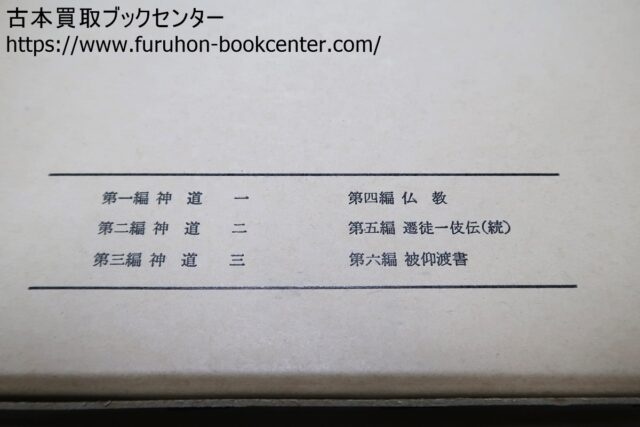 古本買取ブックセンター
https://www.furuhon-bookcenter.com/
第一編 神道 一
第二編 神道 二
第三編 神道 三
第四編 仏教
第五編 遷徒一伎伝(続)
第六編 被仰渡書